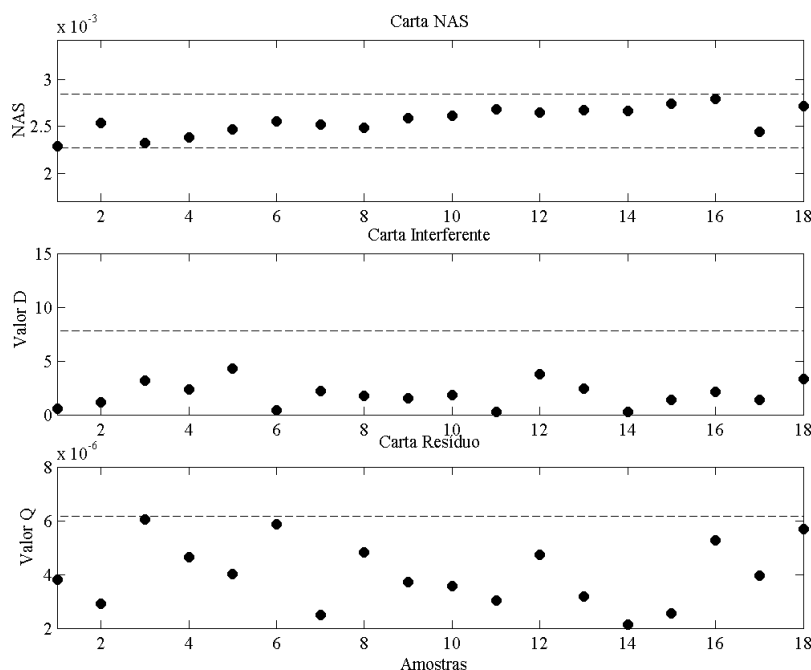 x 10⁻³
Carta NAS
3
2.5
2
NAS
2 4 6 8 10 12 14 16 18
Carta Interferente
15
10
5
0
Valor D
2 4 6 8 10 12 14 16 18
x 10⁻⁶
Carta Resíduo
8
6
4
2
Valor Q
2 4 6 8 10 12 14 16 18
Amostras